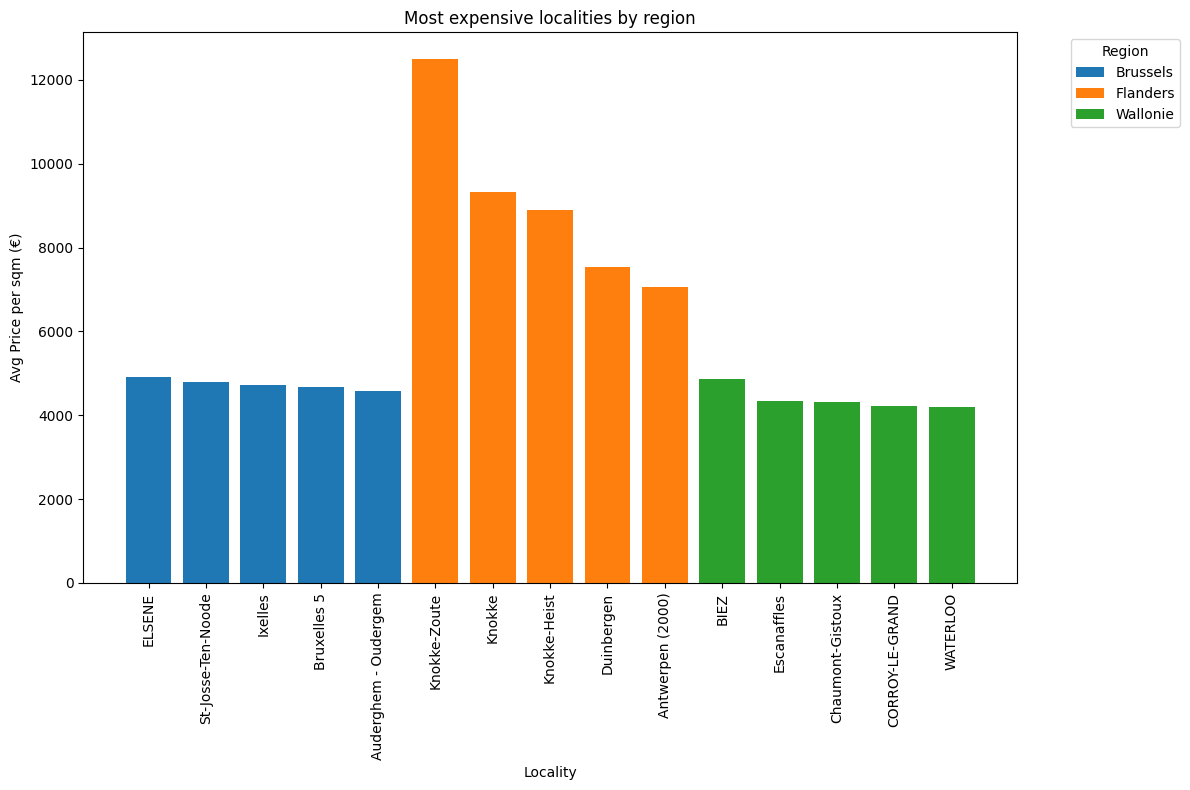 Most expensive localities by region
Region
Brussels
Flanders
Wallonie
Avg Price per sqm (€)
12000
10000
8000
6000
4000
2000
0
ELSENE
St-Josse-Ten-Noode
Ixelles
Bruxelles 5
Auderghem - Oudergem
Knokke-Zoute
Knokke
Knokke-Heist
Duinbergen
Antwerpen (2000)
BIEZ
Escanaffles
Chaumont-Gistoux
CORROY-LE-GRAND
WATERLOO
Locality